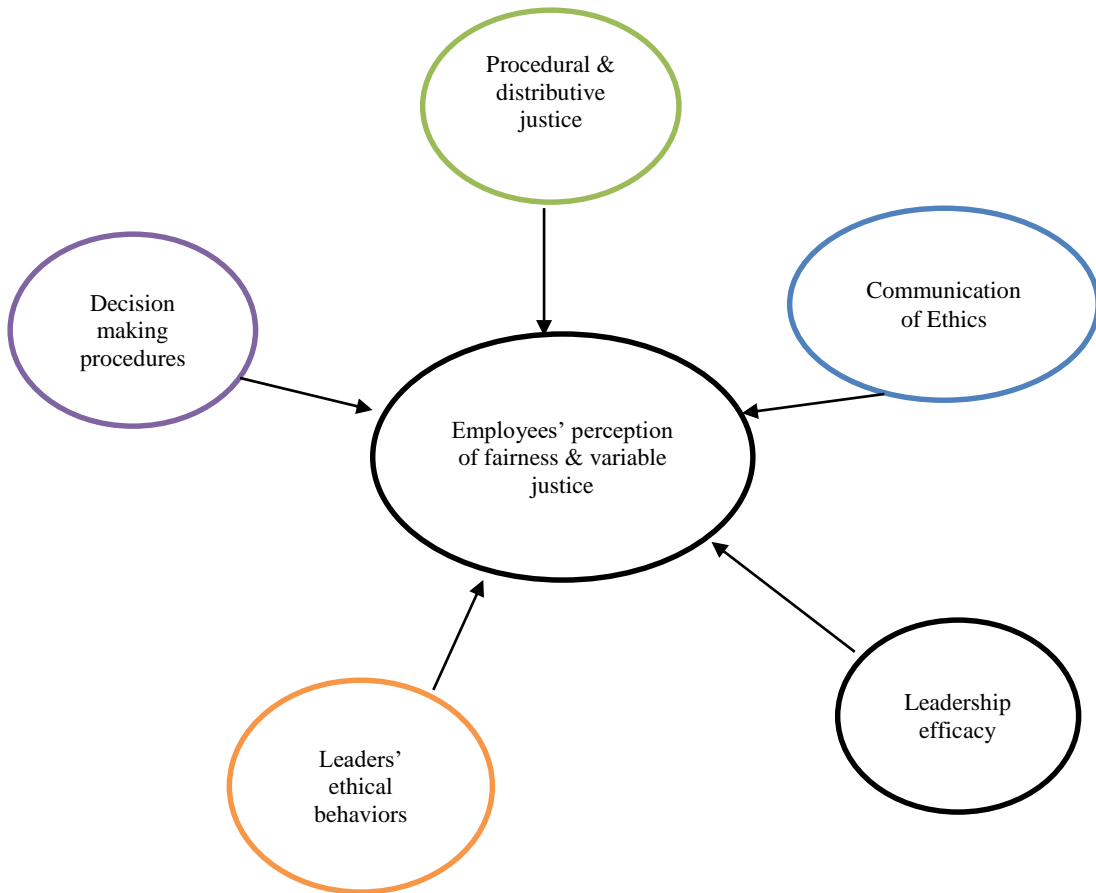 Procedural &
distributive
justice
Communication
of Ethics
Decision
making
procedures
Employees’ perception
of fairness & variable
justice
Leadership
efficacy
Leaders’
ethical
behaviors